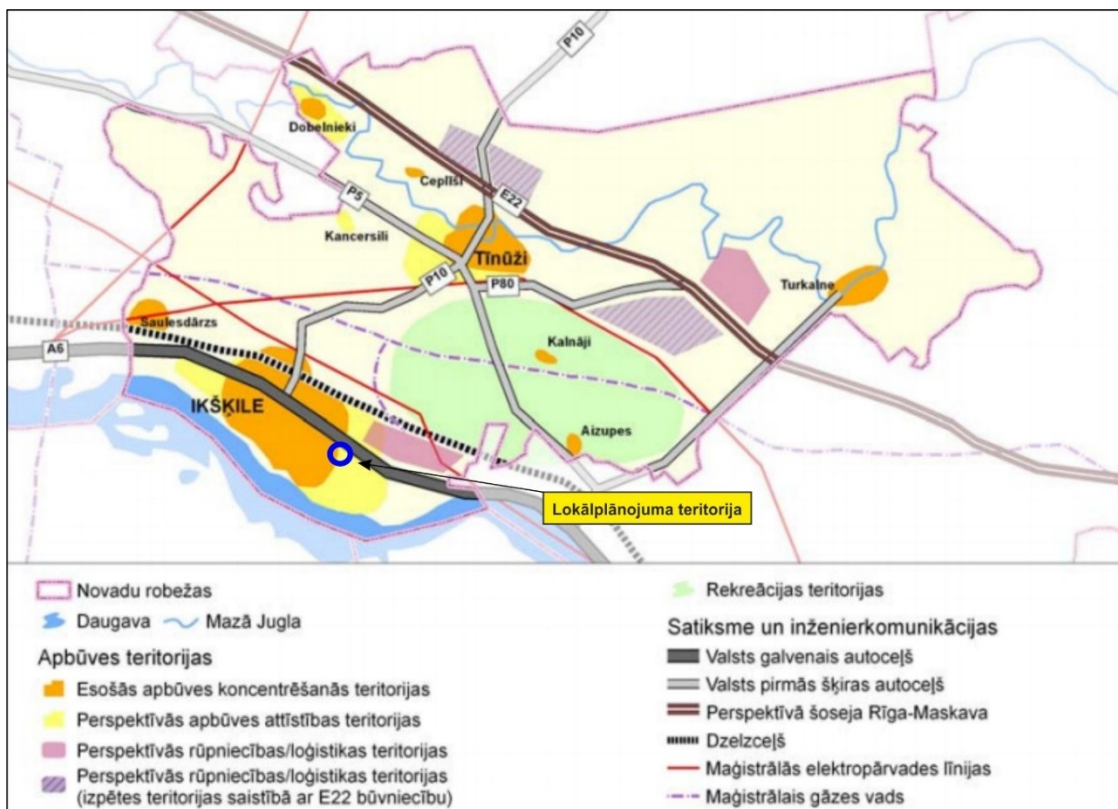 P10
Dobelnieki
Ceplīši
P5
E22
Kancersili
Tīnūži
P10
P80
Turkalne
Saulesdārzs
A6
Kalnāji
IKŠĶILE
Aizupes
Lokālplānojuma teritorija
Novadu robežas
Daugava
Mazā Jugla
Apbūves teritorijas
Esošās apbūves koncentrēšanās teritorijas
Perspektīvās apbūves attīstības teritorijas
Perspektīvās rūpniecības/loģistikas teritorijas
Perspektīvās rūpniecības/loģistikas teritorijas
(izpētes teritorijas saistībā ar E22 būvniecību)
Rekreācijas teritorijas
Satiksme un inženierkomunikācijas
Valsts galvenais autoceļš
Valsts pirmās šķiras autoceļš
Perspektīvā šoseja Rīga-Maskava
Dzelzceļš
Maģistrālās elektropārvades līnijas
Maģistrālais gāzes vads